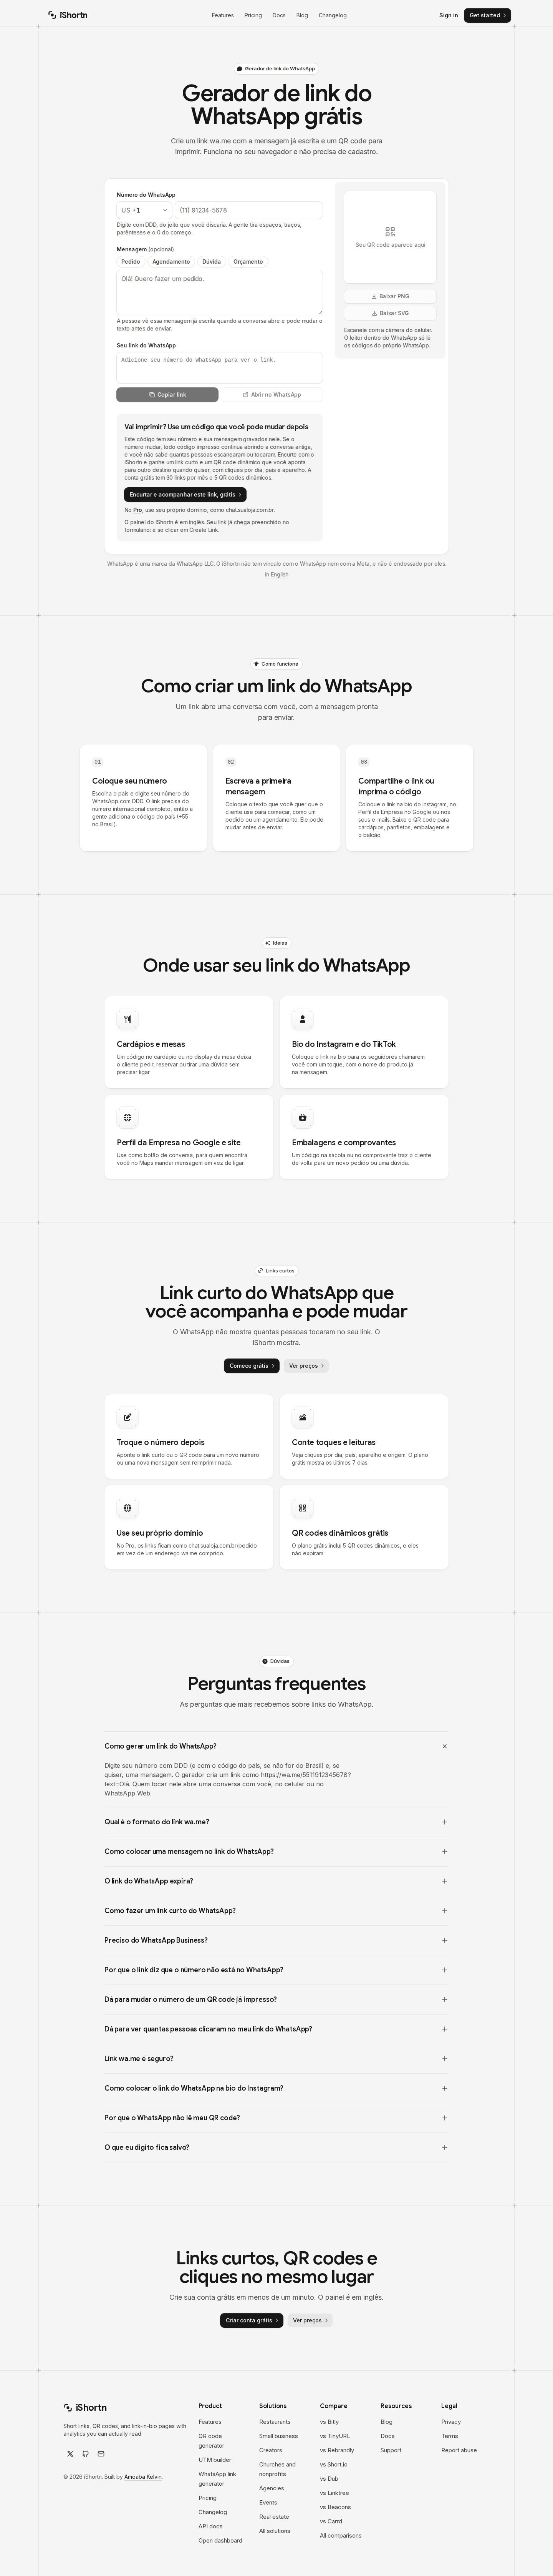 iShortn
Features
Pricing
Docs
Blog
Changelog
Sign in
Get started
Gerador de link do WhatsApp
Gerador de link do
WhatsApp grátis
Crie um link wa.me com a mensagem já escrita e um QR code para
imprimir. Funciona no seu navegador e não precisa de cadastro.
Número do WhatsApp
US +1
(11) 91234-5678
Digite com DDD, do jeito que você discaria. A gente tira espaços, traços,
parênteses e o 0 do começo.
Mensagem (opcional)
Pedido
Agendamento
Dúvida
Orçamento
Olá! Quero fazer um pedido.
A pessoa vê essa mensagem já escrita quando a conversa abre e pode mudar o
texto antes de enviar.
Seu link do WhatsApp
Adicione seu número do WhatsApp para ver o link.
Copiar link
Abrir no WhatsApp
Seu QR code aparece aqui
Baixar PNG
Baixar SVG
Escaneie com a câmera do celular.
O leitor dentro do WhatsApp só lê
os códigos do próprio WhatsApp.
Vai imprimir? Use um código que você pode mudar depois
Este código tem seu número e sua mensagem gravados nele. Se o
número mudar, todo código impresso continua abrindo a conversa antiga,
e você não sabe quantas pessoas escanearam ou tocaram. Encurte com o
iShortn e ganhe um link curto e um QR code dinâmico que você aponta
para outro destino quando quiser, com cliques por dia, país e aparelho. A
conta grátis tem 30 links por mês e 5 QR codes dinâmicos.
Encurtar e acompanhar este link, grátis
No Pro, use seu próprio domínio, como chat.sualoja.com.br.
O painel do iShortn é em inglês. Seu link já chega preenchido no
formulário: é só clicar em Create Link.
WhatsApp é uma marca da WhatsApp LLC. O iShortn não tem vínculo com o WhatsApp nem com a Meta, e não é endossado por eles.
In English
Como funciona
Como criar um link do WhatsApp
Um link abre uma conversa com você, com a mensagem pronta
para enviar.
01
Coloque seu número
Escolha o país e digite seu número do
WhatsApp com DDD. O link precisa do
número internacional completo, então a
gente adiciona o código do país (+55
no Brasil).
02
Escreva a primeira
mensagem
Coloque o texto que você quer que o
cliente use para começar, como um
pedido ou um agendamento. Ele pode
mudar antes de enviar.
03
Compartilhe o link ou
imprima o código
Coloque o link na bio do Instagram, no
Perfil da Empresa no Google ou nos
seus e-mails. Baixe o QR code para
cardápios, panfletos, embalagens e
o balcão.
Ideias
Onde usar seu link do WhatsApp
Cardápios e mesas
Um código no cardápio ou no display da mesa deixa
o cliente pedir, reservar ou tirar uma dúvida sem
precisar ligar.
Bio do Instagram e do TikTok
Coloque o link na bio para os seguidores chamarem
você com um toque, com o nome do produto já
na mensagem.
Perfil da Empresa no Google e site
Use como botão de conversa, para quem encontra
você no Maps mandar mensagem em vez de ligar.
Embalagens e comprovantes
Um código na sacola ou no comprovante traz o cliente
de volta para um novo pedido ou uma dúvida.
Links curtos
Link curto do WhatsApp que
você acompanha e pode mudar
O WhatsApp não mostra quantas pessoas tocaram no seu link. O
iShortn mostra.
Comece grátis
Ver preços
Troque o número depois
Aponte o link curto ou o QR code para um novo número
ou uma nova mensagem sem reimprimir nada.
Conte toques e leituras
Veja cliques por dia, país, aparelho e origem. O plano
grátis mostra os últimos 7 dias.
Use seu próprio domínio
No Pro, os links ficam como chat.sualoja.com.br/pedido
em vez de um endereço wa.me comprido.
QR codes dinâmicos grátis
O plano grátis inclui 5 QR codes dinâmicos, e eles
não expiram.
Dúvidas
Perguntas frequentes
As perguntas que mais recebemos sobre links do WhatsApp.
Como gerar um link do WhatsApp?
Digite seu número com DDD (e com o código do país, se não for do Brasil) e, se
quiser, uma mensagem. O gerador cria um link como https://wa.me/5511912345678?
text=Olá. Quem tocar nele abre uma conversa com você, no celular ou no
WhatsApp Web.
Qual é o formato do link wa.me?
Como colocar uma mensagem no link do WhatsApp?
O link do WhatsApp expira?
Como fazer um link curto do WhatsApp?
Preciso do WhatsApp Business?
Por que o link diz que o número não está no WhatsApp?
Dá para mudar o número de um QR code já impresso?
Dá para ver quantas pessoas clicaram no meu link do WhatsApp?
Link wa.me é seguro?
Como colocar o link do WhatsApp na bio do Instagram?
Por que o WhatsApp não lê meu QR code?
O que eu digito fica salvo?
Links curtos, QR codes e
cliques no mesmo lugar
Crie sua conta grátis em menos de um minuto. O painel é em inglês.
Criar conta grátis
Ver preços
iShortn
Short links, QR codes, and link-in-bio pages with
analytics you can actually read.
© 2026 iShortn. Built by Amoaba Kelvin.
Product
Features
QR code
generator
UTM builder
WhatsApp link
generator
Pricing
Changelog
API docs
Open dashboard
Solutions
Restaurants
Small business
Creators
Churches and
nonprofits
Agencies
Events
Real estate
All solutions
Compare
vs Bitly
vs TinyURL
vs Rebrandly
vs Short.io
vs Dub
vs Linktree
vs Beacons
vs Carrd
All comparisons
Resources
Blog
Docs
Support
Legal
Privacy
Terms
Report abuse